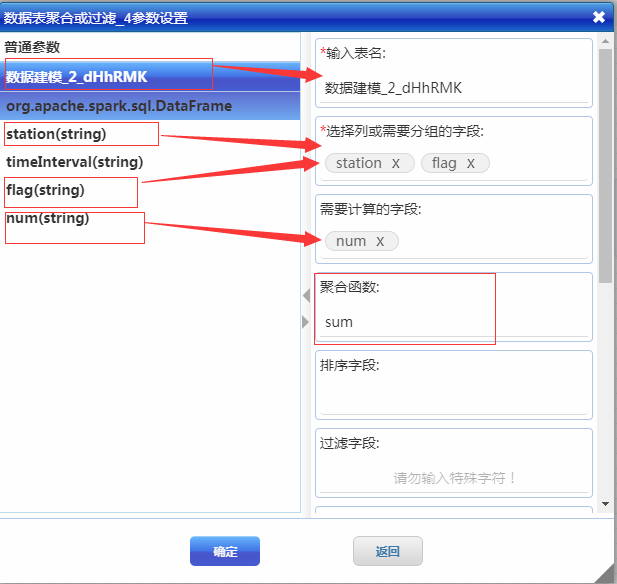 数据表聚合或过滤_4参数设置
普通参数
数据建模_2_dHhRMK
org.apache.spark.sql.DataFrame
station(string)
timeInterval(string)
flag(string)
num(string)
*输入表名:
数据建模_2_dHhRMK
*选择列或需要分组的字段:
station x flag x
需要计算的字段:
num x
聚合函数:
sum
排序字段:
过滤字段:
请勿输入特殊字符！
确定 返回